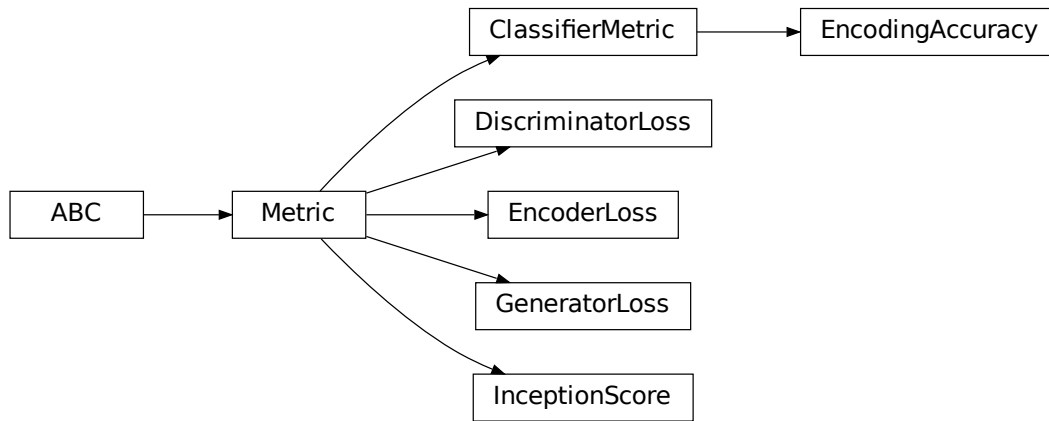 ClassifierMetric
EncodingAccuracy
DiscriminatorLoss
ABC
Metric
EncoderLoss
GeneratorLoss
InceptionScore